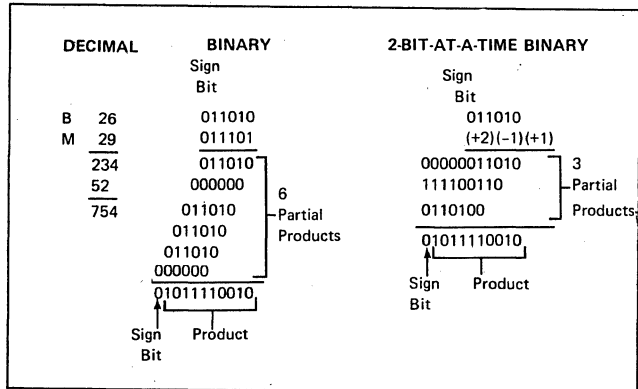 DECIMAL BINARY 2-BIT-AT-A-TIME BINARY
Sign
Bit
B 26 011010
M 29 011101
234 011010
52 000000
754 011010
011010
011010
000000
01011110010
6
Partial
Products
Sign
Bit
Product
Sign
Bit
011010
(+2)(-1)(+1)
00000011010
111100110
0110100
01011110010
3
Partial
Products
Sign
Bit
Product